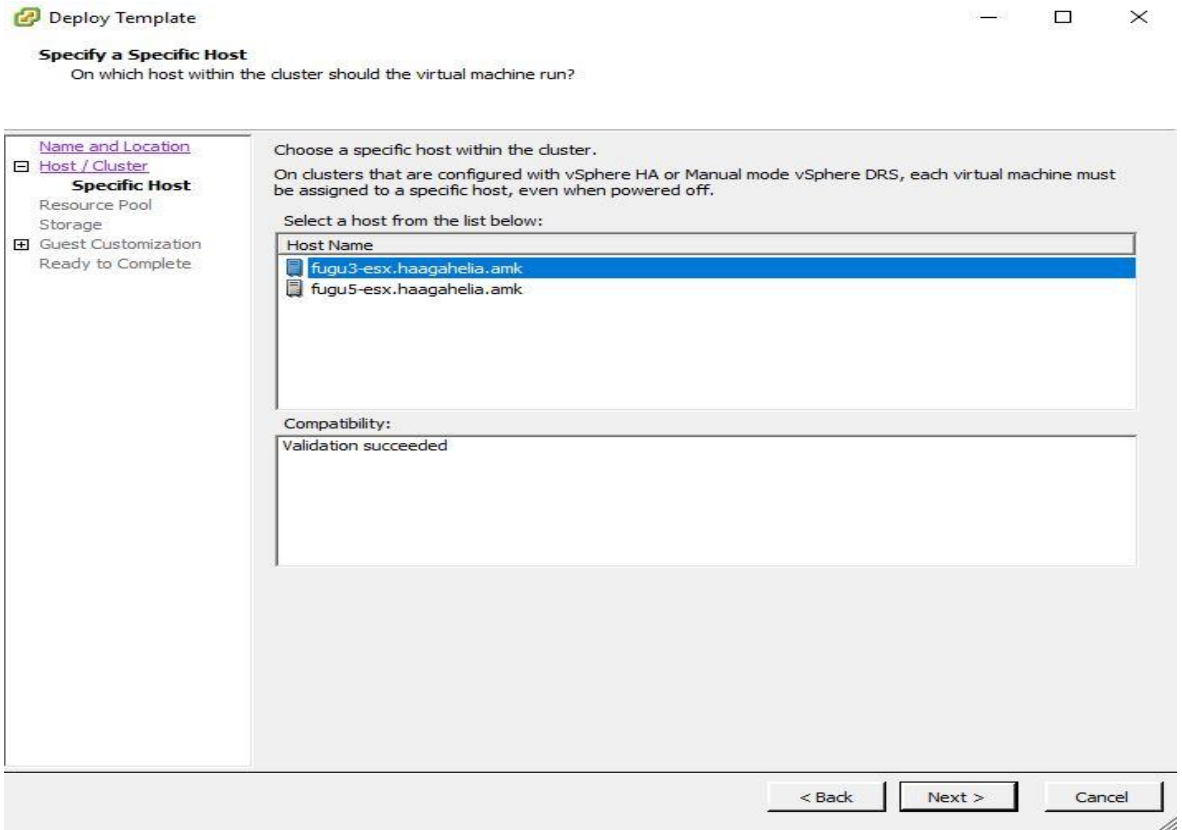 Deploy Template
Specify a Specific Host
On which host within the cluster should the virtual machine run?
Name and Location
Host / Cluster
Specific Host
Resource Pool
Storage
Guest Customization
Ready to Complete
Choose a specific host within the cluster.
On clusters that are configured with vSphere HA or Manual mode vSphere DRS, each virtual machine must
be assigned to a specific host, even when powered off.
Select a host from the list below:
Host Name
fugu3-esx.haagahelia.amk
fugu5-esx.haagahelia.amk
Compatibility:
Validation succeeded
< Back
Next >
Cancel